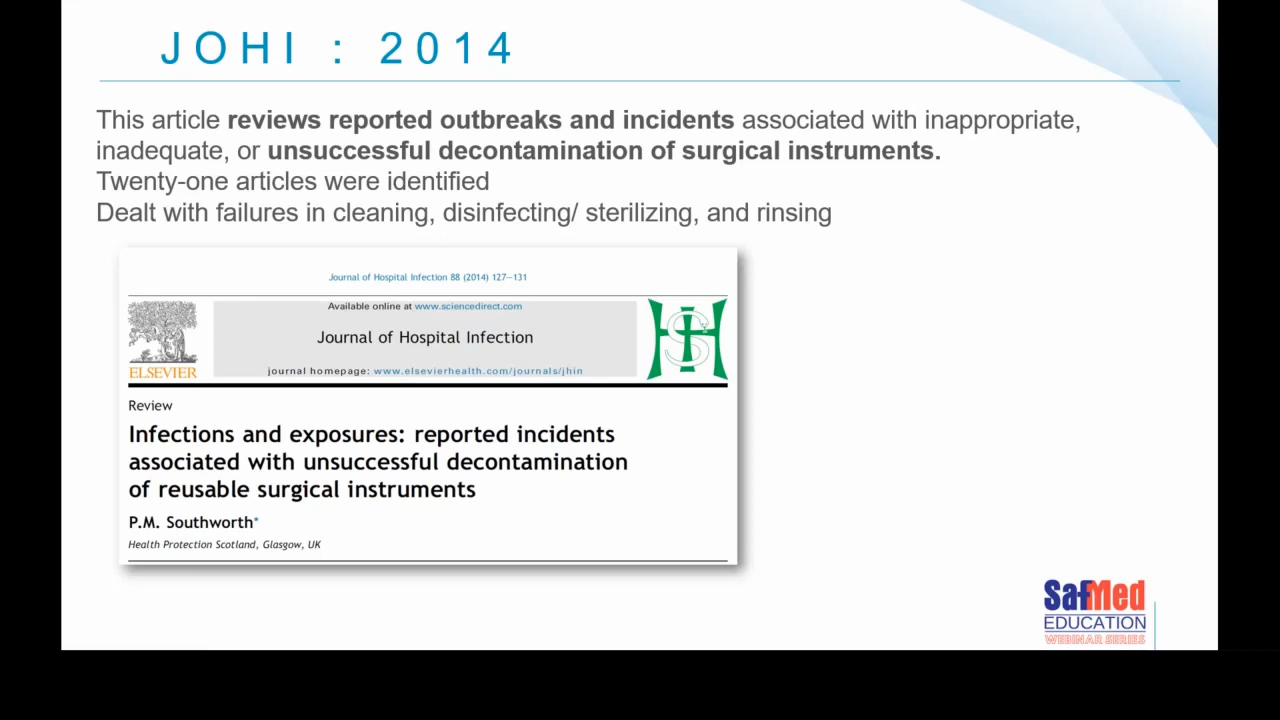 JOHI : 2014
This article reviews reported outbreaks and incidents associated with inappropriate,
inadequate, or unsuccessful decontamination of surgical instruments.
Twenty-one articles were identified
Dealt with failures in cleaning, disinfecting/ sterilizing, and rinsing
Journal of Hospital Infection 88 (2014) 127–131
Available online at www.sciencedirect.com
Journal of Hospital Infection
journal homepage: www.elsevierhealth.com/journals/jhin
ELSEVIER
HIS
Review
Infections and exposures: reported incidents
associated with unsuccessful decontamination
of reusable surgical instruments
P.M. Southworth*
Health Protection Scotland, Glasgow, UK
SafMed
EDUCATION
WEBINAR SERIES